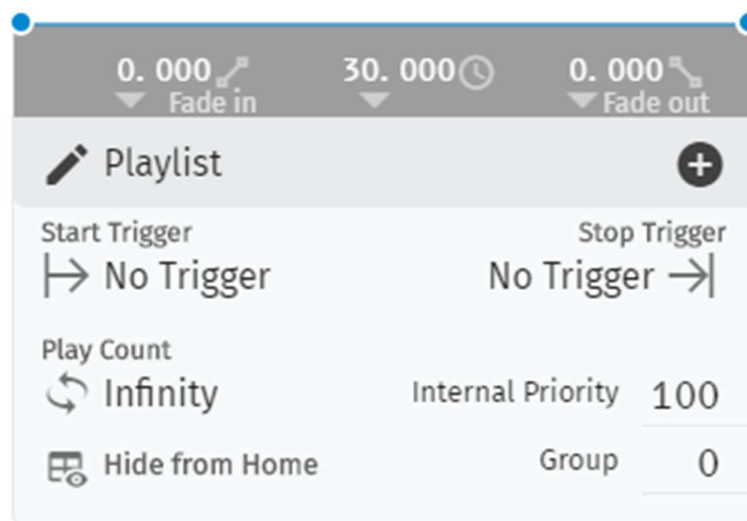 0. 000 30. 000 0. 000
Fade in Fade out
Playlist
Start Trigger Stop Trigger
No Trigger No Trigger
Play Count
Infinity Internal Priority 100
Hide from Home Group 0